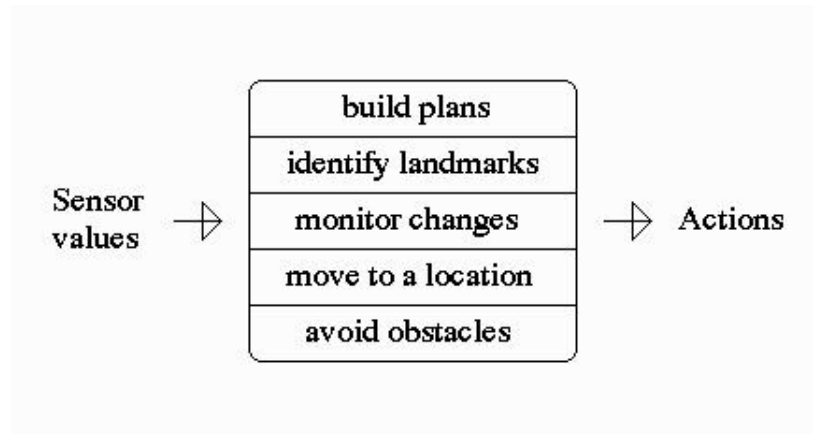 build plans
identify landmarks
Sensor
values
monitor changes
Actions
move to a location
avoid obstacles